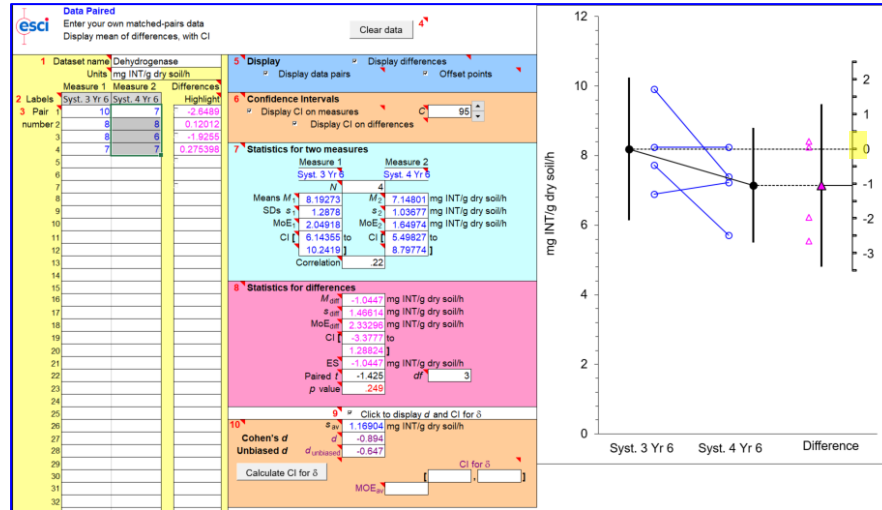 esci
Data Paired
Enter your own matched-pairs data
Display mean of differences, with CI
Clear data
4
1 Dataset name Dehydrogenase
Units mg INT/g dry soil/h
Measure 1 Measure 2 Differences
2 Labels Syst. 3 Yr 6 Syst. 4 Yr 6 Highlight
3 Pair 1 10 7 -2.6489
number 2 8 8 0.12012
3 8 6 -1.9255
4 7 7 0.275398
5
6
7
8
9
10
11
12
13
14
15
16
17
18
19
20
21
22
23
24
25
26
27
28
29
30
31
32
5 Display Display differences
Display data pairs Offset points
6 Confidence Intervals
Display CI on measures C 95
Display CI on differences
7 Statistics for two measures
Measure 1 Measure 2
Syst. 3 Yr 6 Syst. 4 Yr 6
N 4
Means M1 8.19273 M2 7.14801 mg INT/g dry soil/h
SDs s1 1.2878 s2 1.03677 mg INT/g dry soil/h
MoE1 2.04918 MoE2 1.64974 mg INT/g dry soil/h
CI [ 6.14355 to CI [ 5.49827 to
10.2419 ] 8.79774 ]
Correlation .22
8 Statistics for differences
Mdiff -1.0447 mg INT/g dry soil/h
sdiff 1.46614 mg INT/g dry soil/h
MoEdiff 2.33296 mg INT/g dry soil/h
CI [ -3.3777 to
1.28824 ]
ES -1.0447 mg INT/g dry soil/h
Paired t -1.425 df 3
p value .249
9 Click to display d and CI for δ
10 sav 1.16904 mg INT/g dry soil/h
Cohen's d d -0.894
Unbiased d dunbiased -0.647
Calculate CI for δ
CI for δ
[ , ]
MOEav
mg INT/g dry soil/h
12
10
8
6
4
2
0
2
1
0
-1
-2
-3
Syst. 3 Yr 6 Syst. 4 Yr 6 Difference